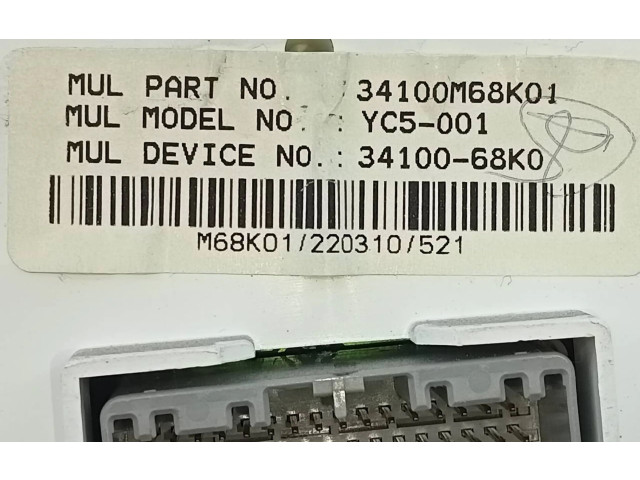 MUL PART NO. : 34100M68K01
MUL MODEL NO. : YC5-001
MUL DEVICE NO. : 34100-68K0
M68K01/220310/521